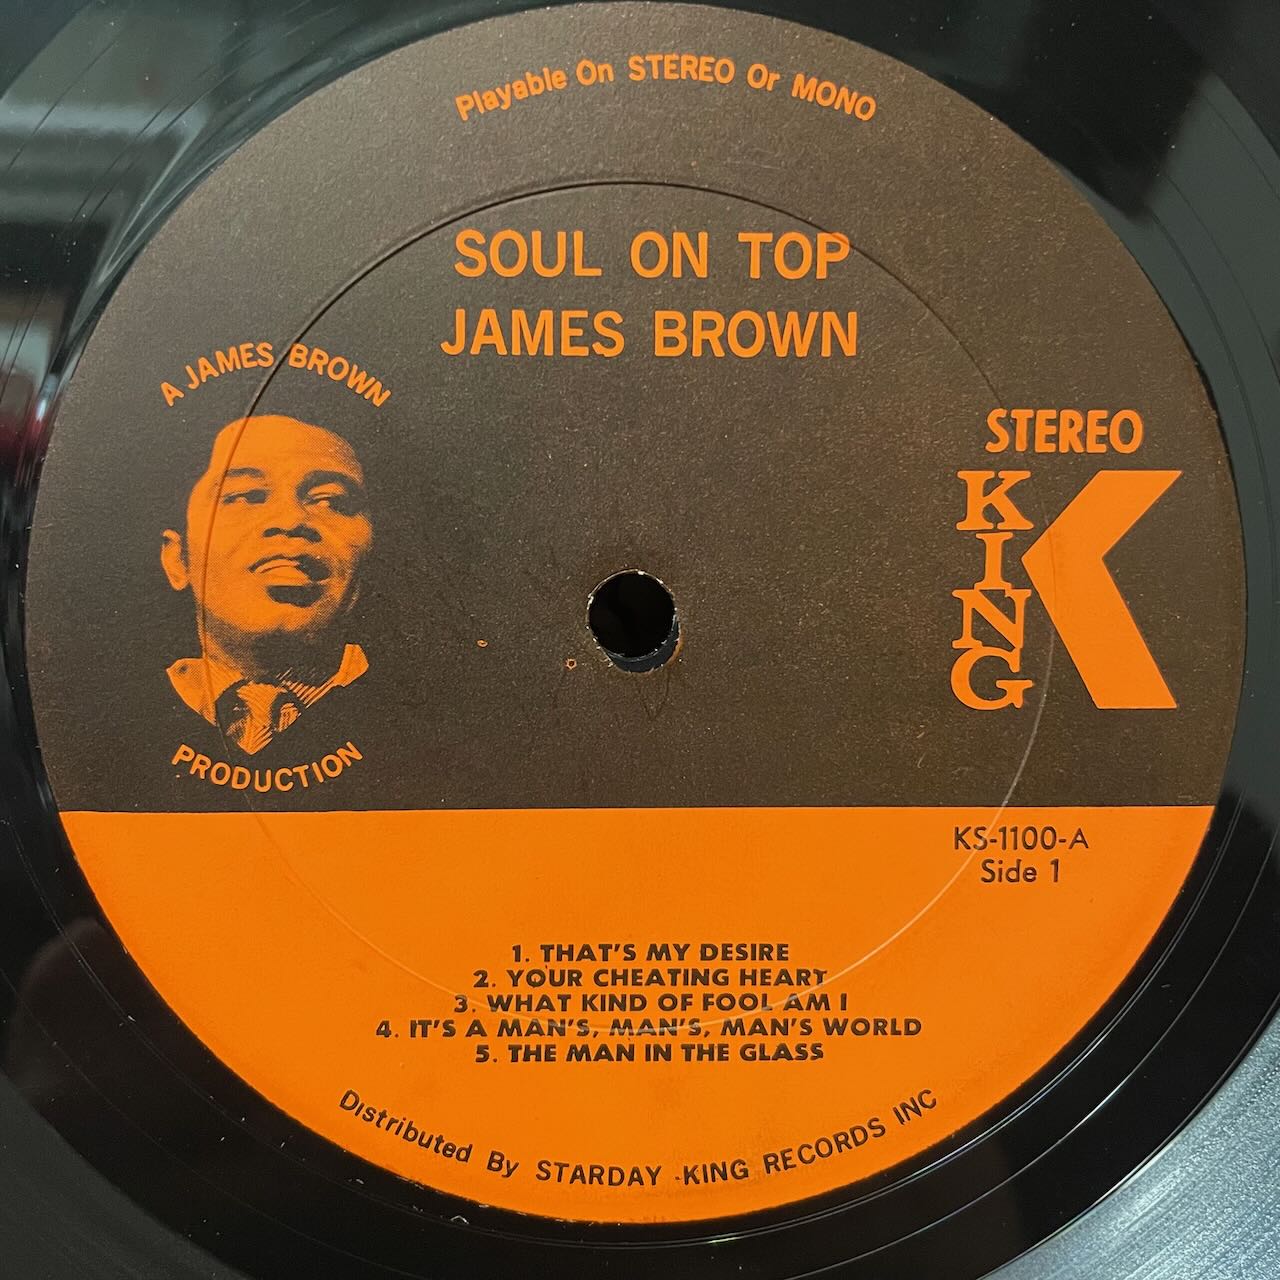 Playable On STEREO Or MONO
SOUL ON TOP
JAMES BROWN
A JAMES BROWN
PRODUCTION
STEREO
KING
K
KS-1100-A
Side 1
1. THAT'S MY DESIRE
2. YOUR CHEATING HEART
3. WHAT KIND OF FOOL AM I
4. IT'S A MAN'S, MAN'S, MAN'S WORLD
5. THE MAN IN THE GLASS
Distributed By STARDAY-KING RECORDS INC